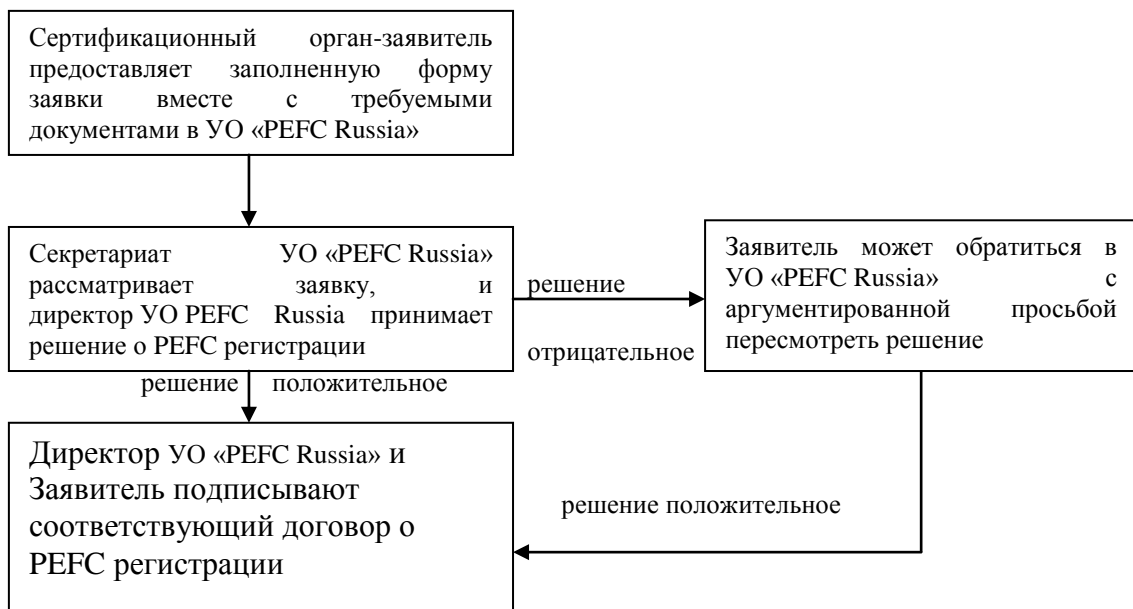 Сертификационный орган-заявитель
предоставляет заполненную форму
заявки вместе с требуемыми
документами в УО «PEFC Russia»
Секретариат УО «PEFC Russia»
рассматривает заявку, и
директор УО PEFC Russia принимает
решение о PEFC регистрации
решение
отрицательное
Заявитель может обратиться в
УО «PEFC Russia» с
аргументированной просьбой
пересмотреть решение
решение положительное
Директор УО «PEFC Russia» и
Заявитель подписывают
соответствующий договор о
PEFC регистрации
решение положительное